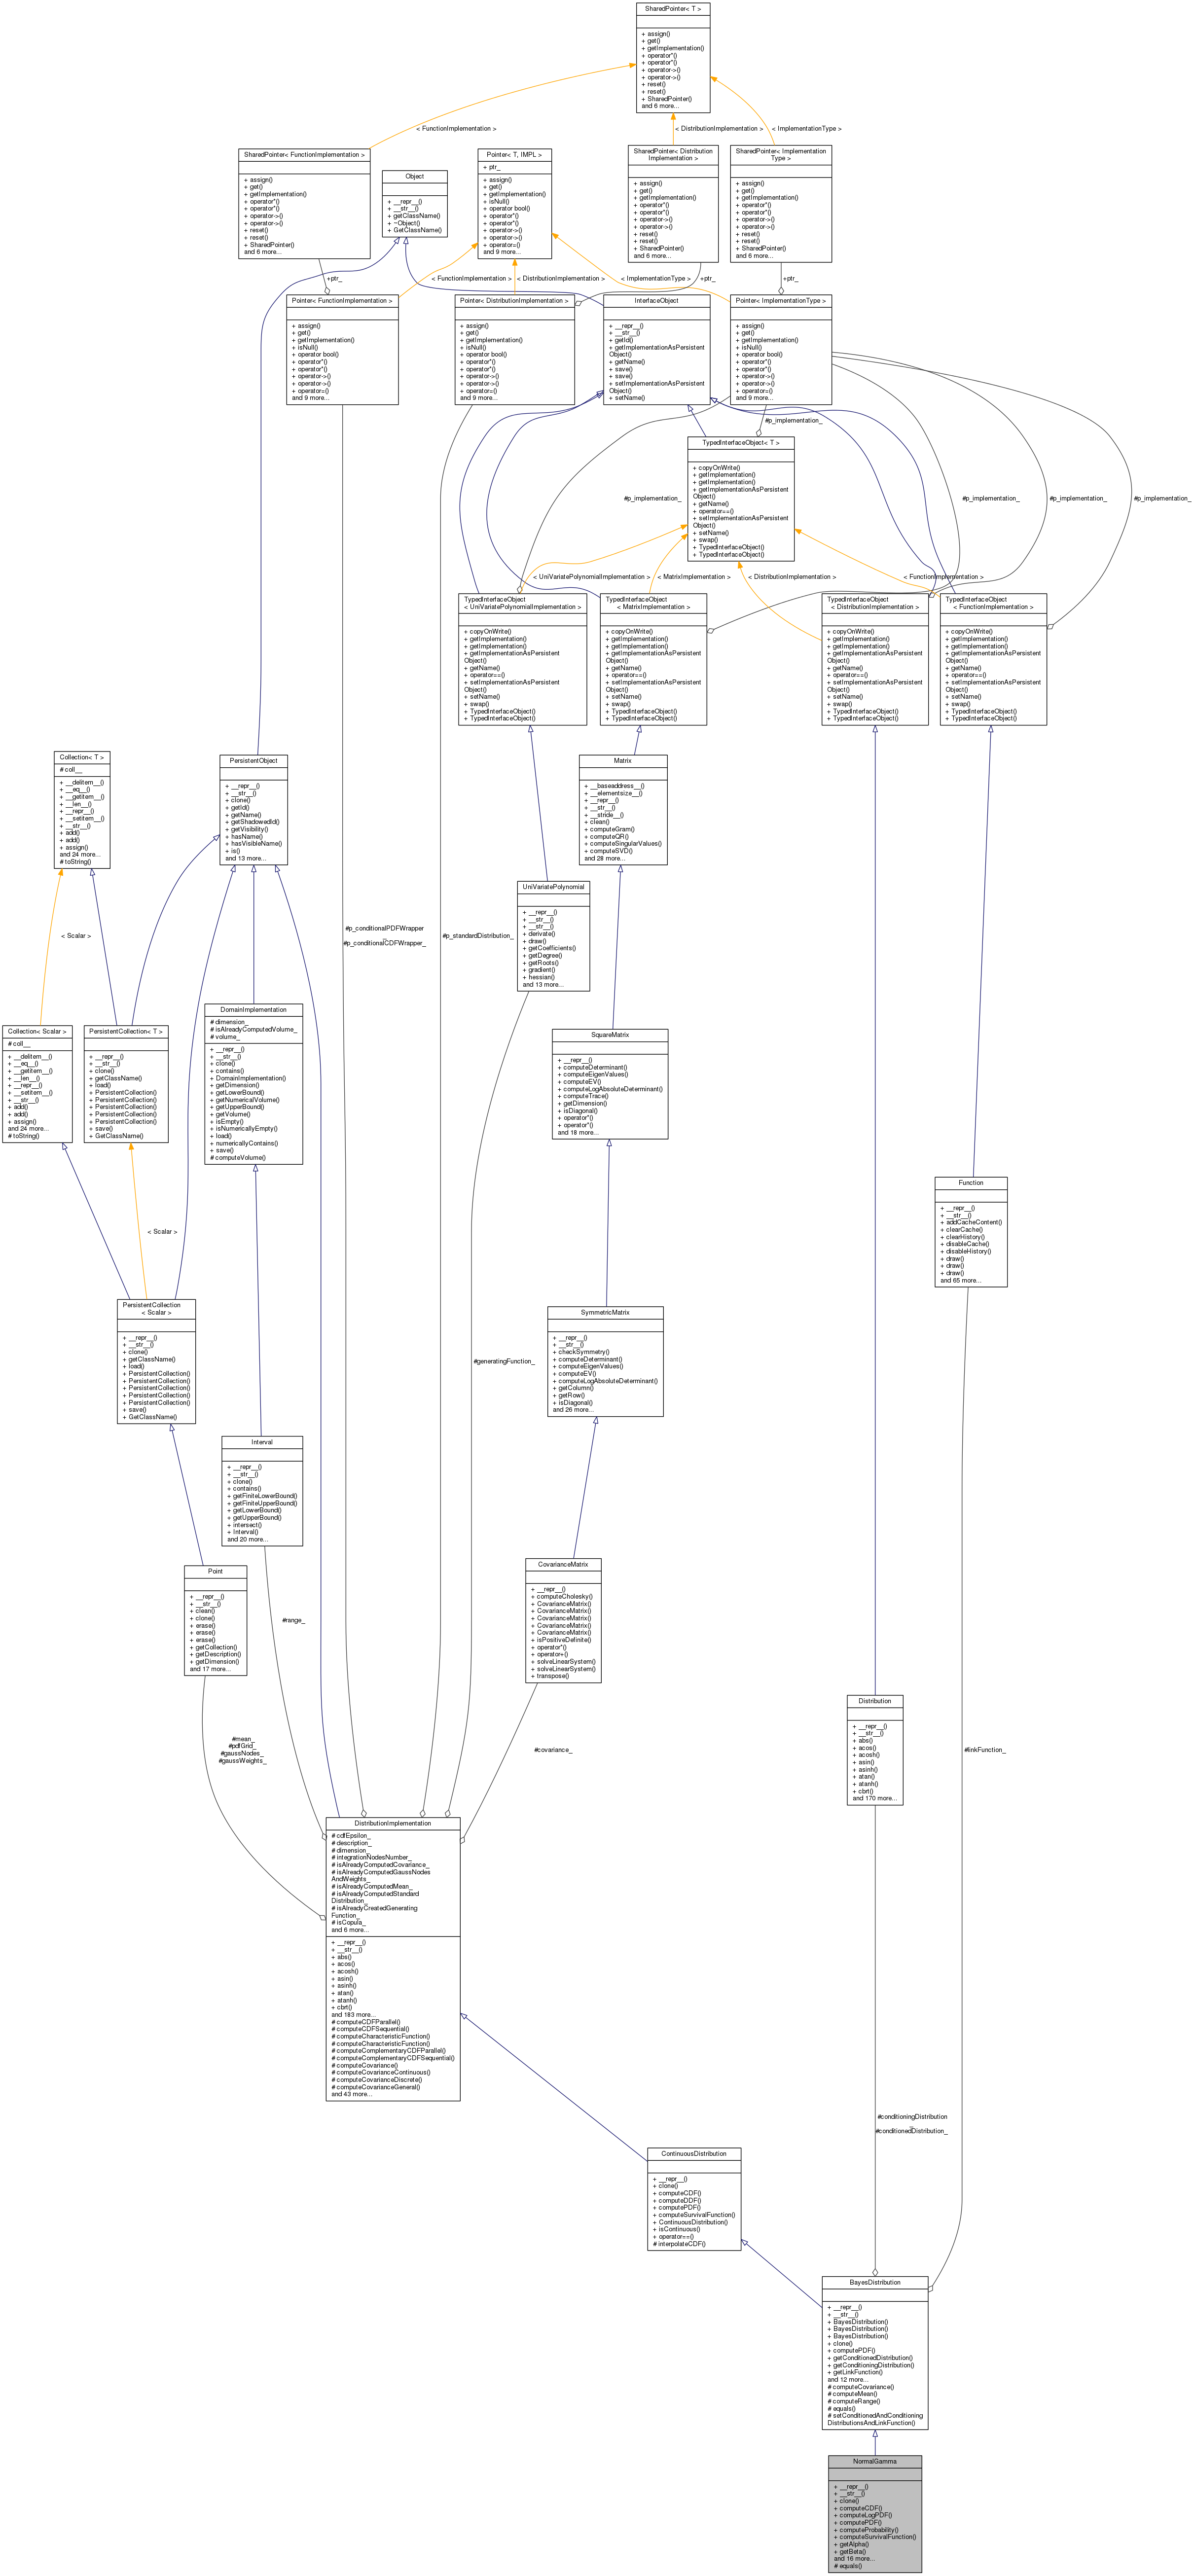 SharedPointer< T >
+ assign()
+ get()
+ getImplementation()
+ operator*()
+ operator*()
+ operator->()
+ operator->()
+ reset()
+ reset()
+ SharedPointer()
and 6 more...
< FunctionImplementation >
< DistributionImplementation >
< ImplementationType >
SharedPointer< FunctionImplementation >
+ assign()
+ get()
+ getImplementation()
+ operator*()
+ operator*()
+ operator->()
+ operator->()
+ reset()
+ reset()
+ SharedPointer()
and 6 more...
Object
+ __repr__()
+ __str__()
+ getClassName()
+ ~Object()
+ GetClassName()
Pointer< T, IMPL >
+ ptr_
+ assign()
+ get()
+ getImplementation()
+ isNull()
+ operator bool()
+ operator*()
+ operator*()
+ operator->()
+ operator->()
+ operator=()
and 9 more...
SharedPointer< Distribution
Implementation >
+ assign()
+ get()
+ getImplementation()
+ operator*()
+ operator*()
+ operator->()
+ operator->()
+ reset()
+ reset()
+ SharedPointer()
and 6 more...
SharedPointer< Implementation
Type >
+ assign()
+ get()
+ getImplementation()
+ operator*()
+ operator*()
+ operator->()
+ operator->()
+ reset()
+ reset()
+ SharedPointer()
and 6 more...
+ptr_
< FunctionImplementation >
< DistributionImplementation >
< ImplementationType >
+ptr_
+ptr_
Pointer< FunctionImplementation >
+ assign()
+ get()
+ getImplementation()
+ isNull()
+ operator bool()
+ operator*()
+ operator*()
+ operator->()
+ operator->()
+ operator=()
and 9 more...
Pointer< DistributionImplementation >
+ assign()
+ get()
+ getImplementation()
+ isNull()
+ operator bool()
+ operator*()
+ operator*()
+ operator->()
+ operator->()
+ operator=()
and 9 more...
InterfaceObject
+ __repr__()
+ __str__()
+ getId()
+ getImplementationAsPersistent
Object()
+ getName()
+ save()
+ save()
+ setImplementationAsPersistent
Object()
+ setName()
Pointer< ImplementationType >
+ assign()
+ get()
+ getImplementation()
+ isNull()
+ operator bool()
+ operator*()
+ operator*()
+ operator->()
+ operator->()
+ operator=()
and 9 more...
#p_implementation_
TypedInterfaceObject< T >
+ copyOnWrite()
+ getImplementation()
+ getImplementation()
+ getImplementationAsPersistent
Object()
+ getName()
+ operator==()
+ setImplementationAsPersistent
Object()
+ setName()
+ swap()
+ TypedInterfaceObject()
+ TypedInterfaceObject()
#p_implementation_
#p_implementation_
#p_implementation_
#p_implementation_
< UniVariatePolynomialImplementation >
< MatrixImplementation >
< DistributionImplementation >
< FunctionImplementation >
TypedInterfaceObject
< UniVariatePolynomialImplementation >
+ copyOnWrite()
+ getImplementation()
+ getImplementation()
+ getImplementationAsPersistent
Object()
+ getName()
+ operator==()
+ setImplementationAsPersistent
Object()
+ setName()
+ swap()
+ TypedInterfaceObject()
+ TypedInterfaceObject()
TypedInterfaceObject
< MatrixImplementation >
+ copyOnWrite()
+ getImplementation()
+ getImplementation()
+ getImplementationAsPersistent
Object()
+ getName()
+ operator==()
+ setImplementationAsPersistent
Object()
+ setName()
+ swap()
+ TypedInterfaceObject()
+ TypedInterfaceObject()
TypedInterfaceObject
< DistributionImplementation >
+ copyOnWrite()
+ getImplementation()
+ getImplementation()
+ getImplementationAsPersistent
Object()
+ getName()
+ operator==()
+ setImplementationAsPersistent
Object()
+ setName()
+ swap()
+ TypedInterfaceObject()
+ TypedInterfaceObject()
TypedInterfaceObject
< FunctionImplementation >
+ copyOnWrite()
+ getImplementation()
+ getImplementation()
+ getImplementationAsPersistent
Object()
+ getName()
+ operator==()
+ setImplementationAsPersistent
Object()
+ setName()
+ swap()
+ TypedInterfaceObject()
+ TypedInterfaceObject()
Collection< T >
# coll__
+ __delitem__()
+ __eq__()
+ __getitem__()
+ __len__()
+ __repr__()
+ __setitem__()
+ __str__()
+ add()
+ add()
+ assign()
and 24 more...
# toString()
PersistentObject
+ __repr__()
+ __str__()
+ clone()
+ getId()
+ getName()
+ getShadowedId()
+ getVisibility()
+ hasName()
+ hasVisibleName()
+ is()
and 13 more...
Matrix
+ __baseaddress__()
+ __elementsize__()
+ __repr__()
+ __str__()
+ __stride__()
+ clean()
+ computeGram()
+ computeQR()
+ computeSingularValues()
+ computeSVD()
and 28 more...
UniVariatePolynomial
+ __repr__()
+ __str__()
+ __str__()
+ derivate()
+ draw()
+ getCoefficients()
+ getDegree()
+ getRoots()
+ gradient()
+ hessian()
and 13 more...
< Scalar >
#p_conditionalPDFWrapper
_
#p_conditionalCDFWrapper_
#p_standardDistribution_
Collection< Scalar >
# coll__
+ __delitem__()
+ __eq__()
+ __getitem__()
+ __len__()
+ __repr__()
+ __setitem__()
+ __str__()
+ add()
+ add()
+ assign()
and 24 more...
# toString()
PersistentCollection< T >
+ __repr__()
+ __str__()
+ clone()
+ getClassName()
+ load()
+ PersistentCollection()
+ PersistentCollection()
+ PersistentCollection()
+ PersistentCollection()
+ PersistentCollection()
+ save()
+ GetClassName()
DomainImplementation
# dimension_
# isAlreadyComputedVolume_
# volume_
+ __repr__()
+ __str__()
+ clone()
+ contains()
+ DomainImplementation()
+ getDimension()
+ getLowerBound()
+ getNumericalVolume()
+ getUpperBound()
+ getVolume()
+ isEmpty()
+ isNumericallyEmpty()
+ load()
+ numericallyContains()
+ save()
# computeVolume()
SquareMatrix
+ __repr__()
+ computeDeterminant()
+ computeEigenValues()
+ computeEV()
+ computeLogAbsoluteDeterminant()
+ computeTrace()
+ getDimension()
+ isDiagonal()
+ operator*()
+ operator*()
and 18 more...
Function
+ __repr__()
+ __str__()
+ addCacheContent()
+ clearCache()
+ clearHistory()
+ disableCache()
+ disableHistory()
+ draw()
+ draw()
+ draw()
and 65 more...
< Scalar >
PersistentCollection
< Scalar >
+ __repr__()
+ __str__()
+ clone()
+ getClassName()
+ load()
+ PersistentCollection()
+ PersistentCollection()
+ PersistentCollection()
+ PersistentCollection()
+ PersistentCollection()
+ save()
+ GetClassName()
#generatingFunction_
SymmetricMatrix
+ __repr__()
+ __str__()
+ checkSymmetry()
+ computeDeterminant()
+ computeEigenValues()
+ computeEV()
+ computeLogAbsoluteDeterminant()
+ getColumn()
+ getRow()
+ isDiagonal()
and 26 more...
Interval
+ __repr__()
+ __str__()
+ clone()
+ contains()
+ getFiniteLowerBound()
+ getFiniteUpperBound()
+ getLowerBound()
+ getUpperBound()
+ intersect()
+ Interval()
and 20 more...
Point
+ __repr__()
+ __str__()
+ clean()
+ clone()
+ erase()
+ erase()
+ erase()
+ getCollection()
+ getDescription()
+ getDimension()
and 17 more...
#range_
CovarianceMatrix
+ __repr__()
+ computeCholesky()
+ CovarianceMatrix()
+ CovarianceMatrix()
+ CovarianceMatrix()
+ CovarianceMatrix()
+ CovarianceMatrix()
+ isPositiveDefinite()
+ operator*()
+ operator+()
+ solveLinearSystem()
+ solveLinearSystem()
+ transpose()
Distribution
+ __repr__()
+ __str__()
+ abs()
+ acos()
+ acosh()
+ asin()
+ asinh()
+ atan()
+ atanh()
+ cbrt()
and 170 more...
#mean_
#pdfGrid_
#gaussNodes_
#gaussWeights_
#covariance_
#linkFunction_
DistributionImplementation
# cdfEpsilon_
# description_
# dimension_
# integrationNodesNumber_
# isAlreadyComputedCovariance_
# isAlreadyComputedGaussNodes
AndWeights_
# isAlreadyComputedMean_
# isAlreadyComputedStandard
Distribution_
# isAlreadyCreatedGenerating
Function_
# isCopula_
and 6 more...
+ __repr__()
+ __str__()
+ abs()
+ acos()
+ acosh()
+ asin()
+ asinh()
+ atan()
+ atanh()
+ cbrt()
and 183 more...
# computeCDFParallel()
# computeCDFSequential()
# computeCharacteristicFunction()
# computeCharacteristicFunction()
# computeComplementaryCDFParallel()
# computeComplementaryCDFSequential()
# computeCovariance()
# computeCovarianceContinuous()
# computeCovarianceDiscrete()
# computeCovarianceGeneral()
and 43 more...
#conditioningDistribution
_
#conditionedDistribution_
ContinuousDistribution
+ __repr__()
+ clone()
+ computeCDF()
+ computeDDF()
+ computePDF()
+ computeSurvivalFunction()
+ ContinuousDistribution()
+ isContinuous()
+ operator==()
# interpolateCDF()
BayesDistribution
+ __repr__()
+ __str__()
+ BayesDistribution()
+ BayesDistribution()
+ BayesDistribution()
+ clone()
+ computePDF()
+ getConditionedDistribution()
+ getConditioningDistribution()
+ getLinkFunction()
and 12 more...
# computeCovariance()
# computeMean()
# computeRange()
# equals()
# setConditionedAndConditioning
DistributionsAndLinkFunction()
NormalGamma
+ __repr__()
+ __str__()
+ clone()
+ computeCDF()
+ computeLogPDF()
+ computePDF()
+ computeProbability()
+ computeSurvivalFunction()
+ getAlpha()
+ getBeta()
and 16 more...
# equals()